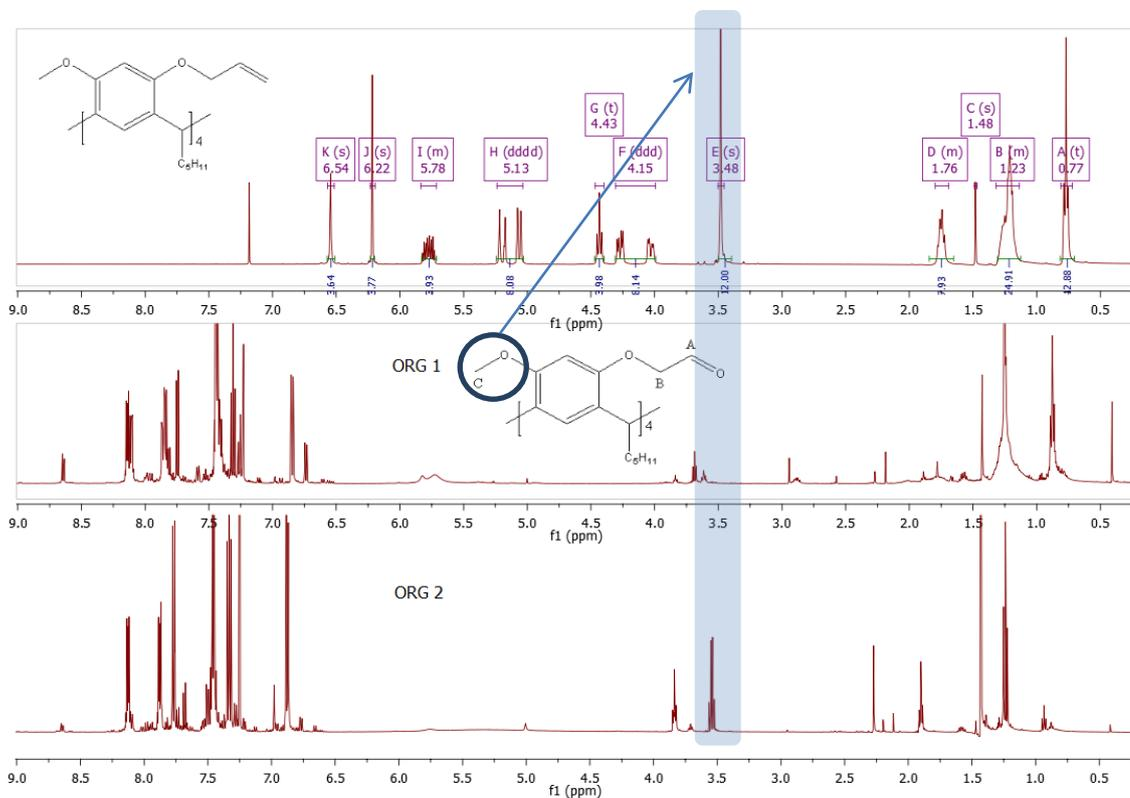 O
O
4
C₅H₁₁
G (t)
4.43
C (s)
1.48
K (s)
6.54
J (s)
6.22
I (m)
5.78
H (dddd)
5.13
F (ddd)
4.15
E (s)
3.48
D (m)
1.76
B (m)
1.23
A (t)
0.77
3.64
3.77
3.93
8.08
3.98
8.14
12.00
7.93
24.91
9.0 8.5 8.0 7.5 7.0 6.5 6.0 5.5 5.0 4.5 4.0 3.5 3.0 2.5 2.0 1.5 1.0 0.5
f1 (ppm)
ORG 1
O
C
O
A
B
O
4
C₅H₁₁
9.0 8.5 8.0 7.5 7.0 6.5 6.0 5.5 5.0 4.5 4.0 3.5 3.0 2.5 2.0 1.5 1.0 0.5
f1 (ppm)
ORG 2
9.0 8.5 8.0 7.5 7.0 6.5 6.0 5.5 5.0 4.5 4.0 3.5 3.0 2.5 2.0 1.5 1.0 0.5
f1 (ppm)